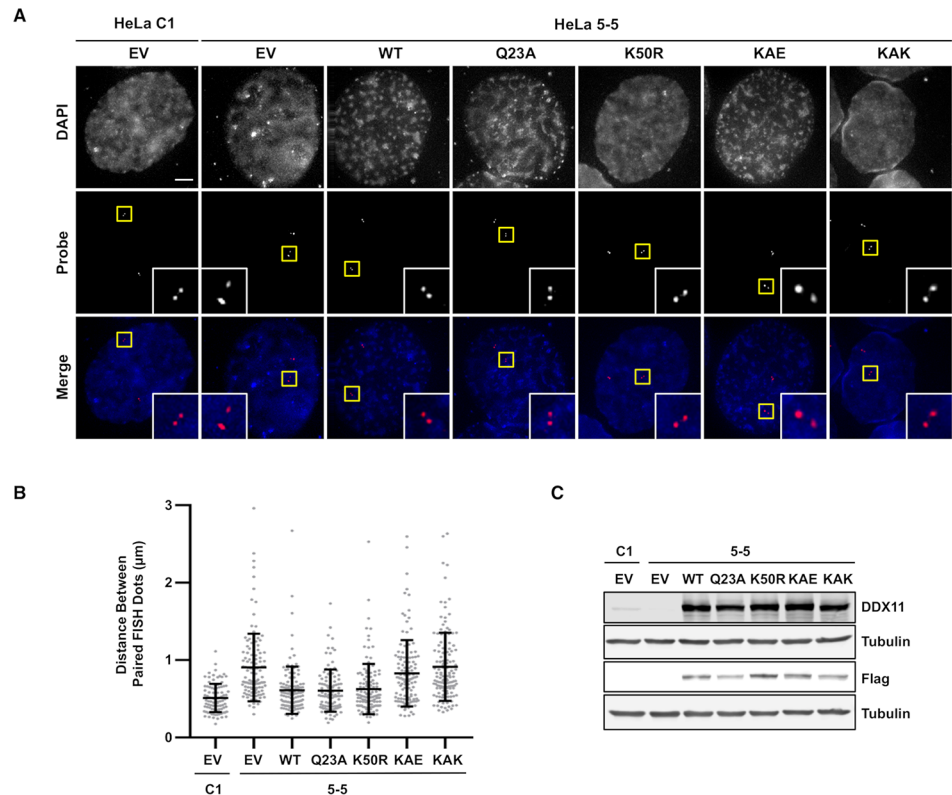 A
HeLa C1
HeLa 5-5
EV
EV
WT
Q23A
K50R
KAE
KAK
DAPI
Probe
Merge
B
Distance Between
Paired FISH Dots (μm)
3
2
1
0
EV
EV
WT
Q23A
K50R
KAE
KAK
C1
5-5
C
C1
5-5
EV
EV
WT
Q23A
K50R
KAE
KAK
DDX11
Tubulin
Flag
Tubulin